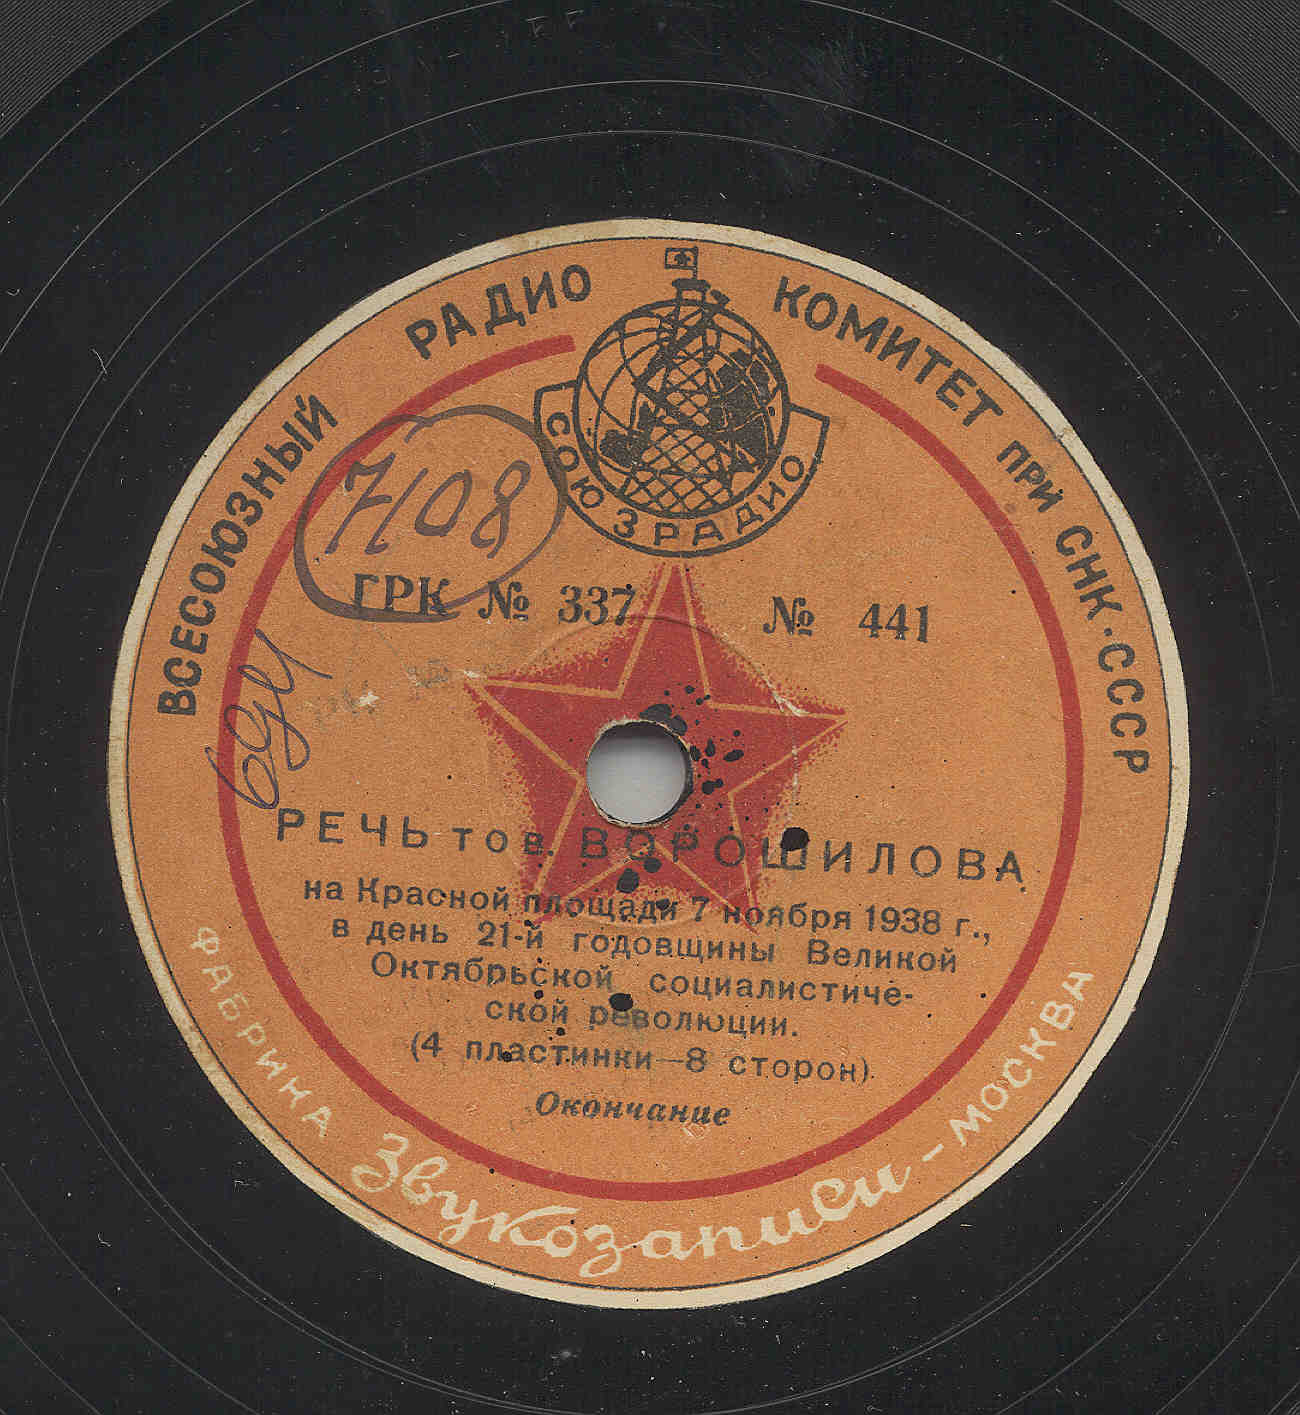 ВСЕСОЮЗНЫЙ РАДИО КОМИТЕТ ПРИ СНК·СССР
СОЮЗРАДИО
7108
ГРК № 337 № 441
РЕЧЬ тов. ВОРОШИЛОВА
на Красной площади 7 ноября 1938 г.,
в день 21-й годовщины Великой
Октябрьской социалистиче-
ской революции.
(4 пластинки—8 сторон).
Окончание
ФАБРИКА Звукозаписи – МОСКВА